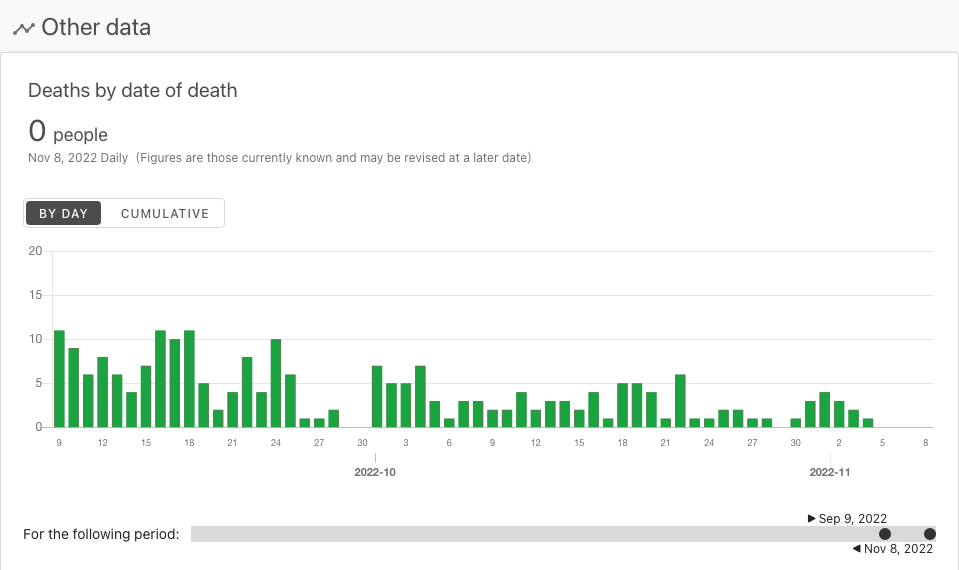 Other data
Deaths by date of death
0 people
Nov 8, 2022 Daily (Figures are those currently known and may be revised at a later date)
BY DAY CUMULATIVE
20
15
10
5
0
9 12 15 18 21 24 27 30 3 6 9 12 15 18 21 24 27 30 2 5 8
2022-10 2022-11
▶ Sep 9, 2022
For the following period:
◀ Nov 8, 2022